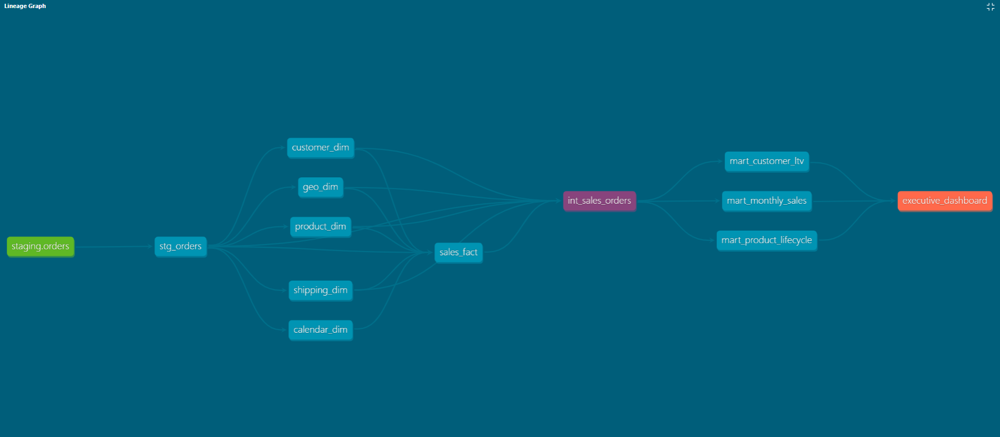 Lineage Graph
staging.orders
stg_orders
customer_dim
geo_dim
product_dim
shipping_dim
calendar_dim
sales_fact
int_sales_orders
mart_customer_ltv
mart_monthly_sales
mart_product_lifecycle
executive_dashboard